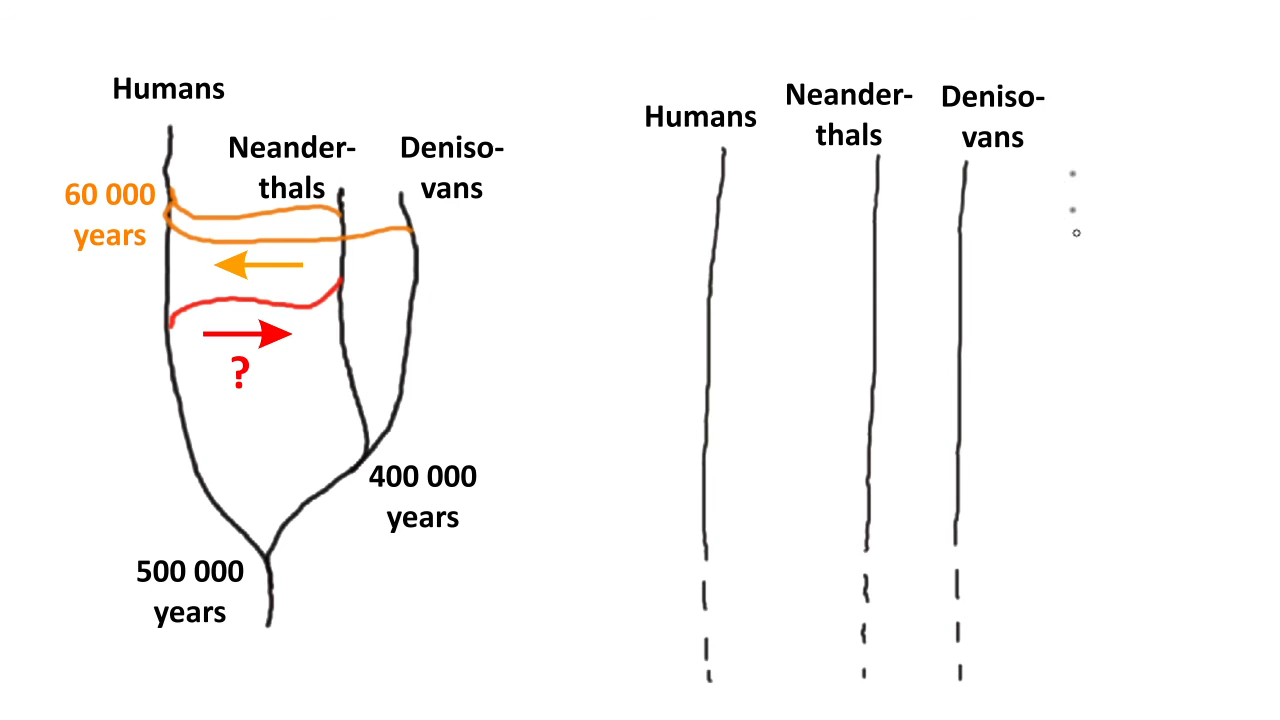 Humans
Neander-
thals
Deniso-
vans
60 000
years
?
400 000
years
500 000
years
Humans
Neander-
thals
Deniso-
vans